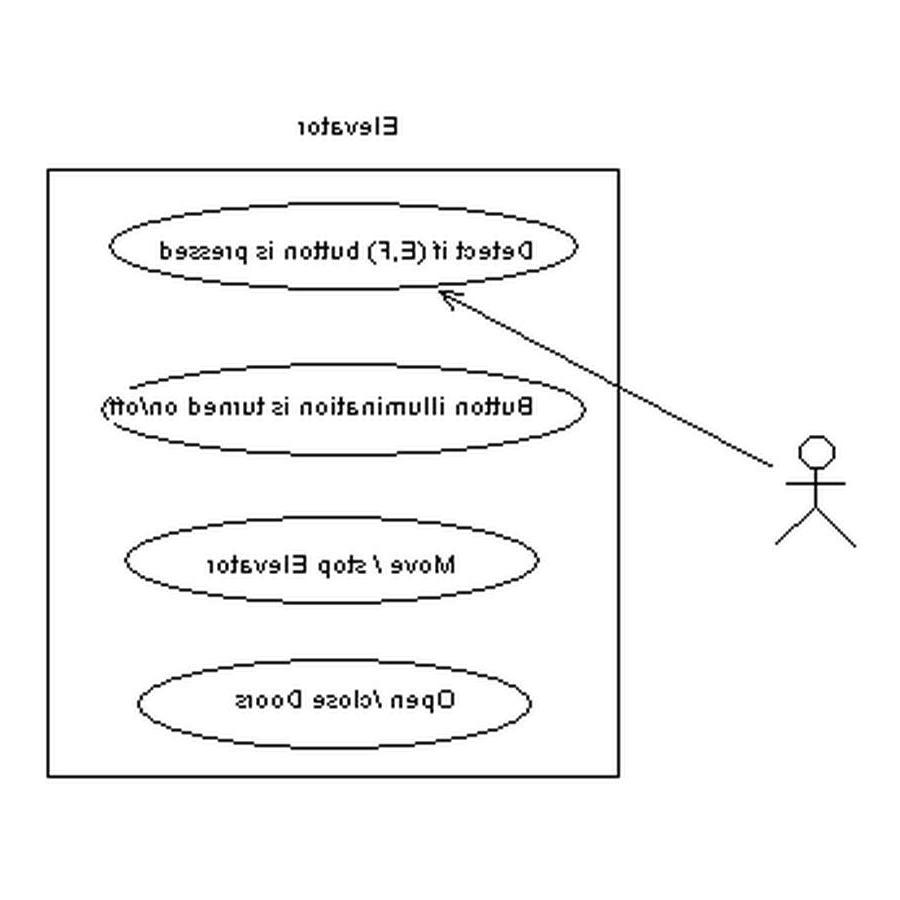 Elevator
Detect if (E,F) button is pressed
Button illumination is turned on/off
Move / stop Elevator
Open /close Doors